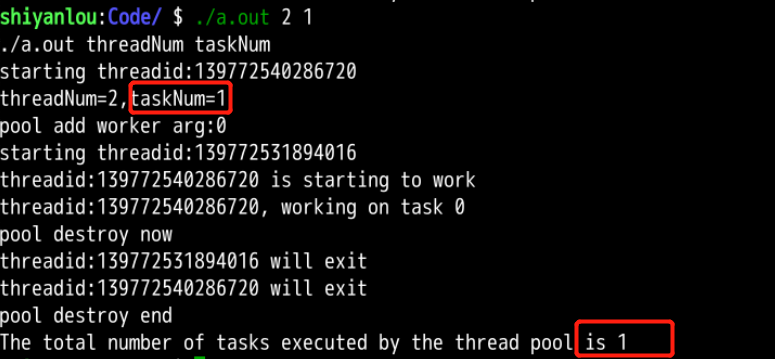 shiyanlou:Code/ $ ./a.out 2 1
./a.out threadNum taskNum
starting threadid:139772540286720
threadNum=2,taskNum=1
pool add worker arg:0
starting threadid:139772531894016
threadid:139772540286720 is starting to work
threadid:139772540286720, working on task 0
pool destroy now
threadid:139772531894016 will exit
threadid:139772540286720 will exit
pool destroy end
The total number of tasks executed by the thread pool is 1